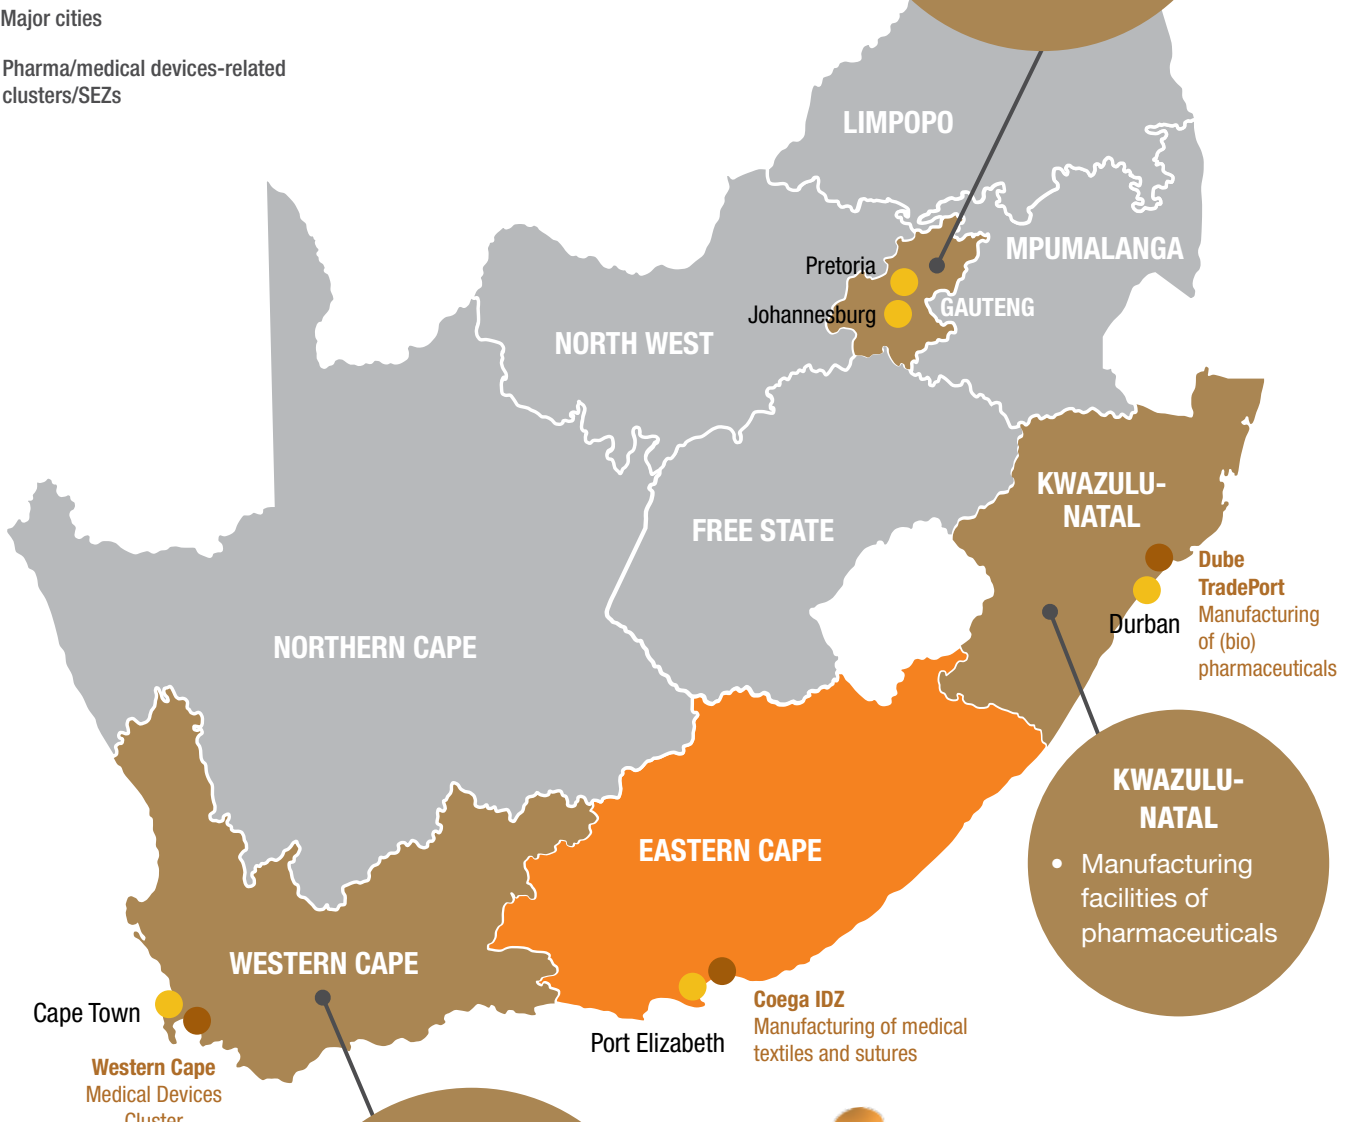 Major cities
Pharma/medical devices-related
clusters/SEZs
LIMPOPO
MPUMALANGA
Pretoria
GAUTENG
Johannesburg
NORTH WEST
KWAZULU-
NATAL
FREE STATE
Dube
TradePort
Manufacturing
of (bio)
pharmaceuticals
Durban
NORTHERN CAPE
KWAZULU-
NATAL
• Manufacturing
facilities of
pharmaceuticals
EASTERN CAPE
WESTERN CAPE
Cape Town
Coega IDZ
Manufacturing of medical
textiles and sutures
Port Elizabeth
Western Cape
Medical Devices
Cluster